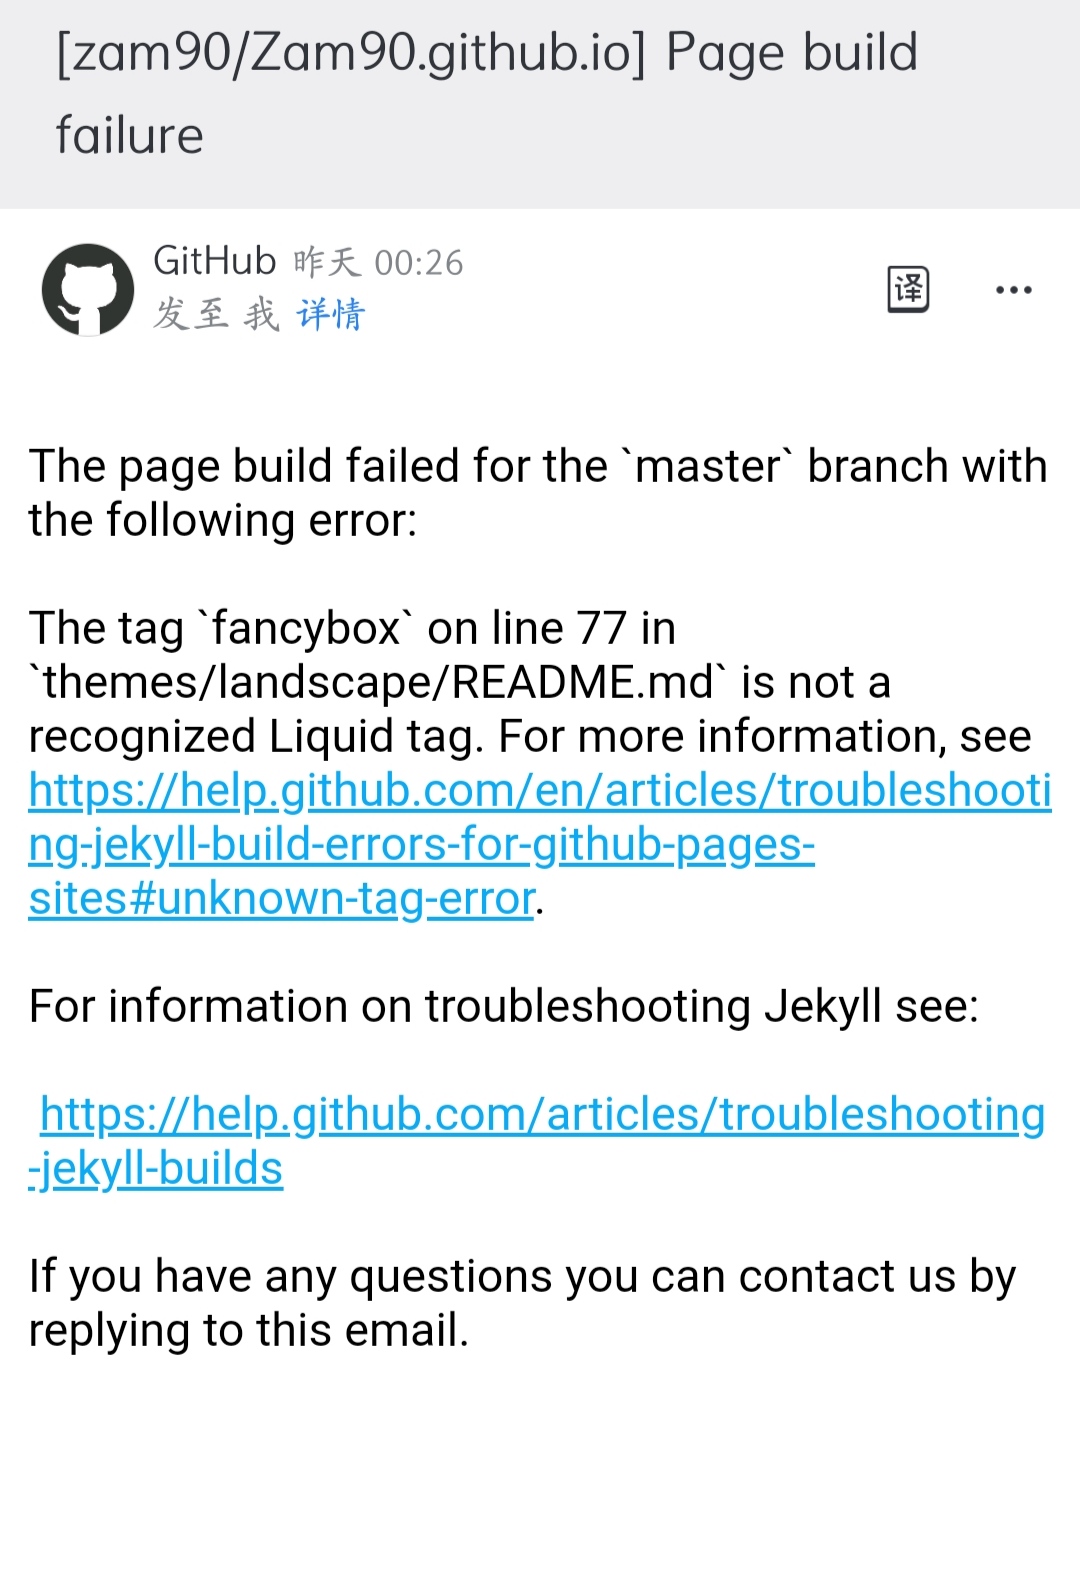 [zam90/Zam90.github.io] Page build
failure
GitHub 昨天 00:26
发至 我 详情
译
The page build failed for the `master` branch with
the following error:
The tag `fancybox` on line 77 in
`themes/landscape/README.md` is not a
recognized Liquid tag. For more information, see
https://help.github.com/en/articles/troubleshooti
ng-jekyll-build-errors-for-github-pages-
sites#unknown-tag-error.
For information on troubleshooting Jekyll see:
https://help.github.com/articles/troubleshooting
-jekyll-builds
If you have any questions you can contact us by
replying to this email.